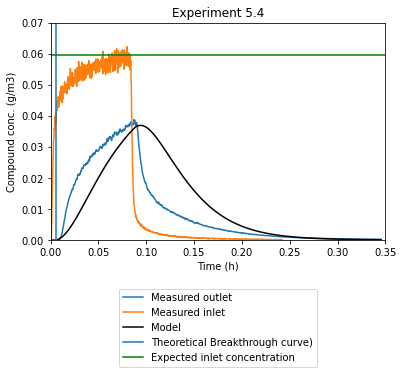 Experiment 5.4
Compound conc. (g/m3)
0.07
0.06
0.05
0.04
0.03
0.02
0.01
0.00
0.00 0.05 0.10 0.15 0.20 0.25 0.30 0.35
Time (h)
Measured outlet
Measured inlet
Model
Theoretical Breakthrough curve)
Expected inlet concentration